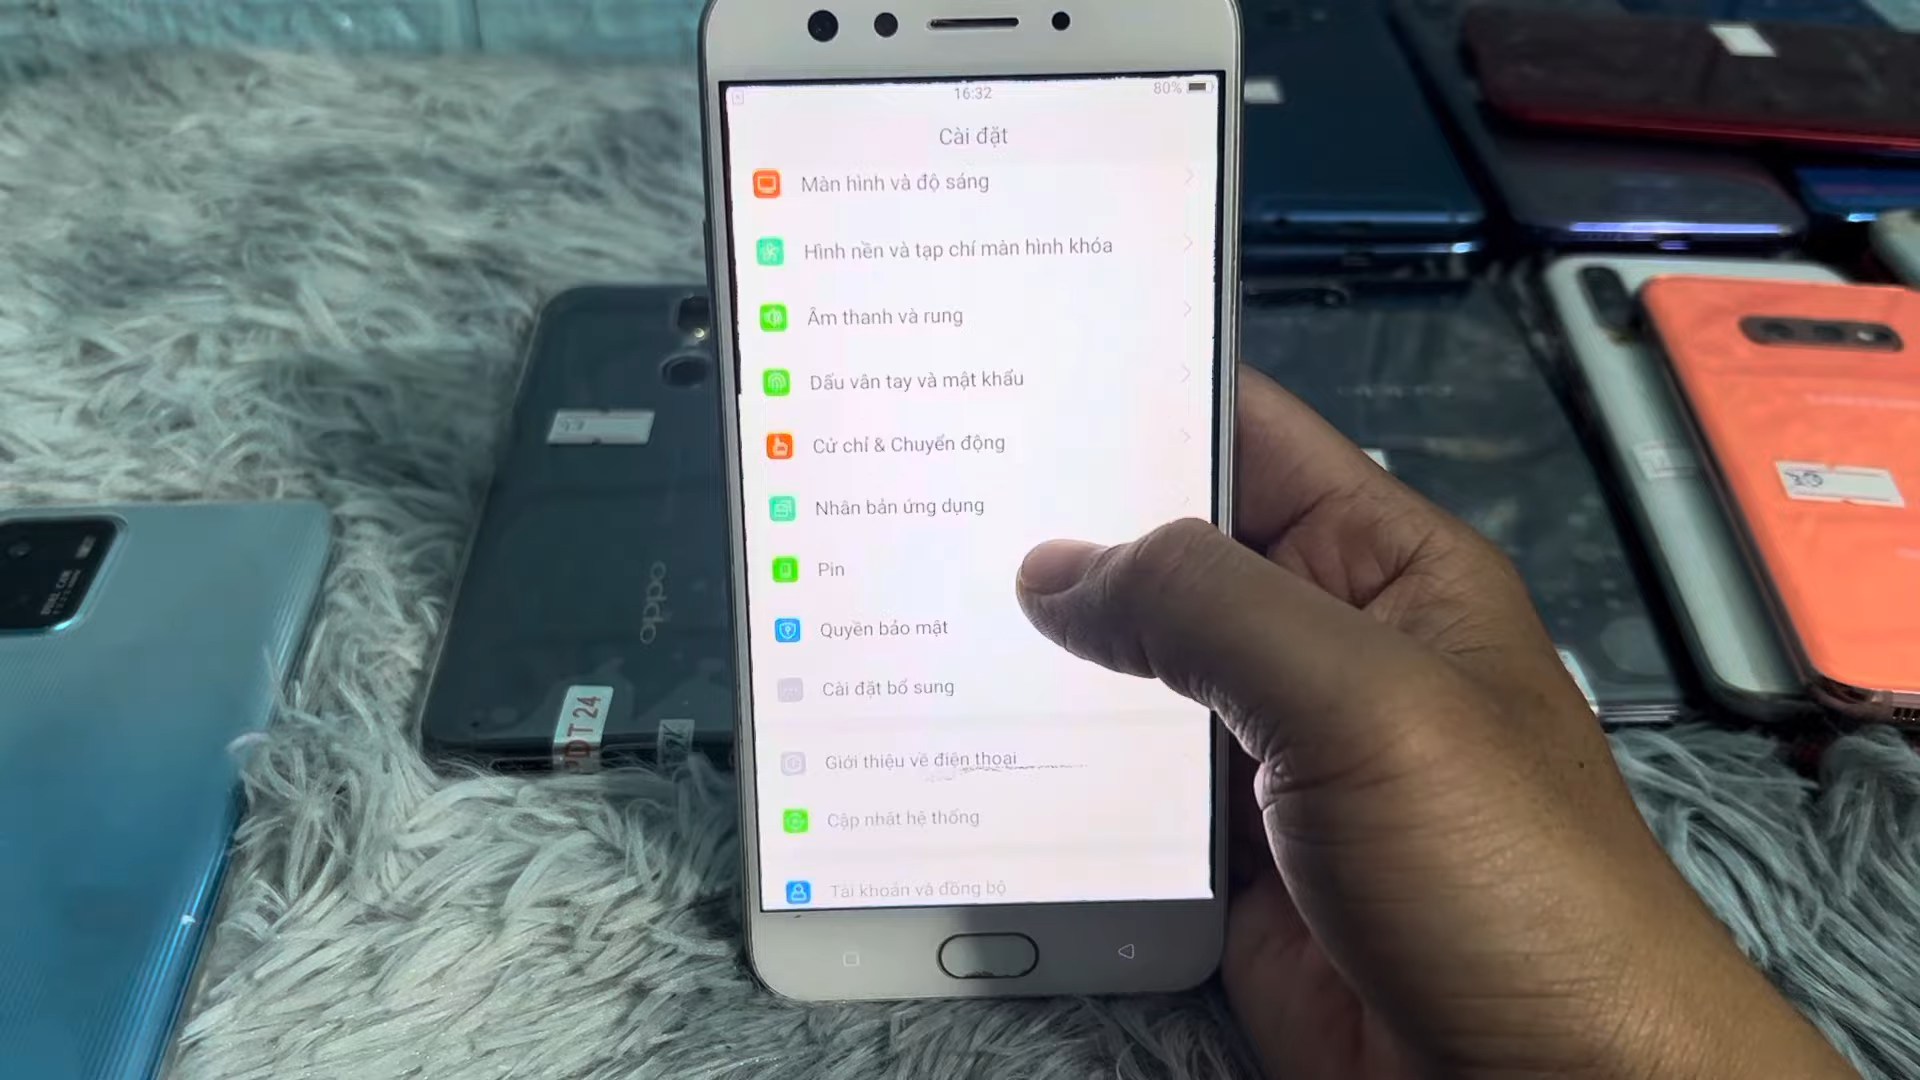 16:32
80%
Cài đặt
Màn hình và độ sáng
Hình nền và tạp chí màn hình khóa
Âm thanh và rung
Dấu vân tay và mật khẩu
Cử chỉ & Chuyển động
Nhân bản ứng dụng
Pin
Quyền bảo mật
Cài đặt bổ sung
Giới thiệu về điện thoại
Cập nhật hệ thống
Tài khoản và đồng bộ
oppo
PDT 24
DUAL CAM